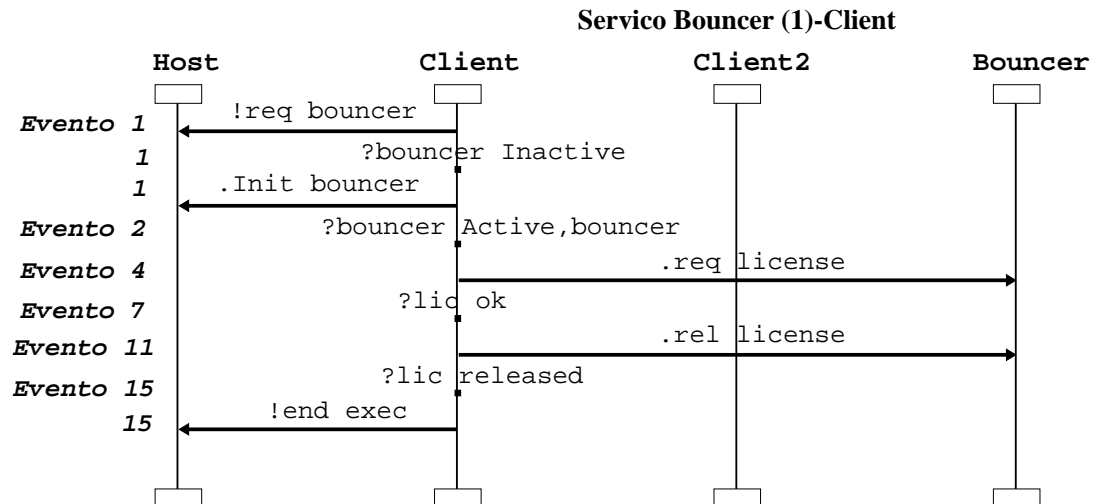 Servico Bouncer (1)-Client
Host Client Client2 Bouncer
!req bouncer
Evento 1
?bouncer Inactive
1
.Init bouncer
1
?bouncer Active,bouncer
Evento 2
.req license
Evento 4
?lic ok
Evento 7
.rel license
Evento 11
?lic released
Evento 15
!end exec
15